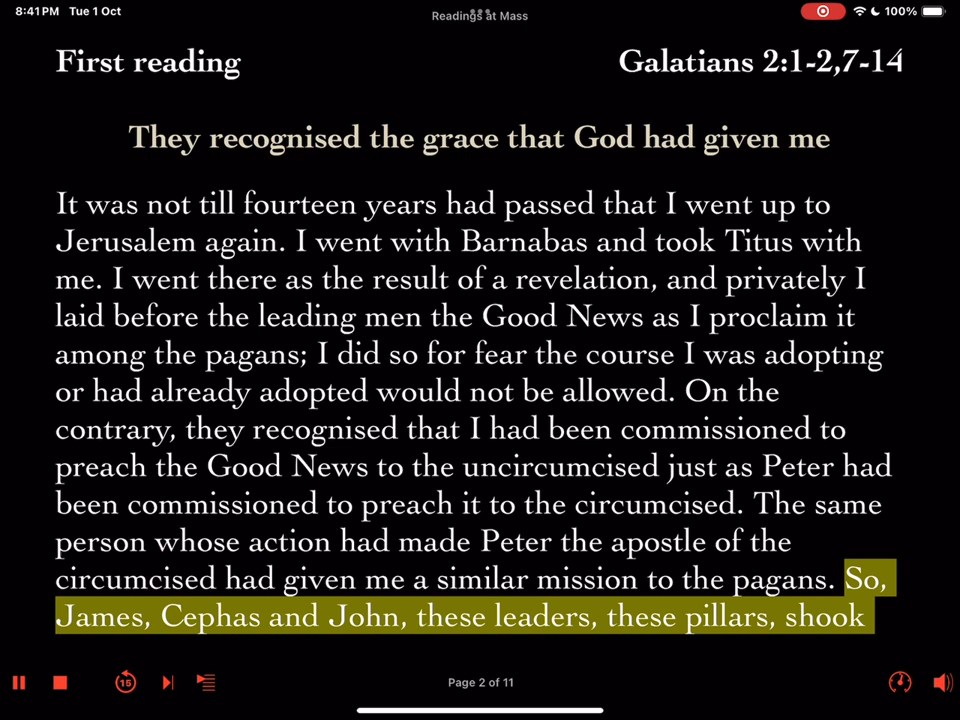 8:41 PM Tue 1 Oct
Readings at Mass
100%
First reading
Galatians 2:1-2,7-14
They recognised the grace that God had given me
It was not till fourteen years had passed that I went up to
Jerusalem again. I went with Barnabas and took Titus with
me. I went there as the result of a revelation, and privately I
laid before the leading men the Good News as I proclaim it
among the pagans; I did so for fear the course I was adopting
or had already adopted would not be allowed. On the
contrary, they recognised that I had been commissioned to
preach the Good News to the uncircumcised just as Peter had
been commissioned to preach it to the circumcised. The same
person whose action had made Peter the apostle of the
circumcised had given me a similar mission to the pagans. So,
James, Cephas and John, these leaders, these pillars, shook
15
Page 2 of 11